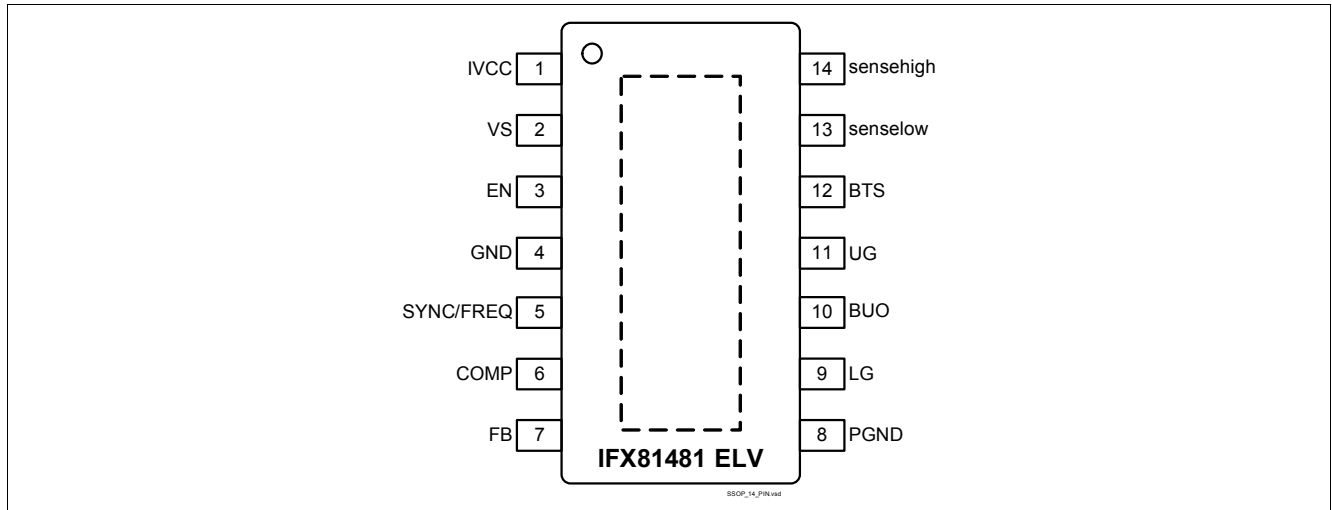 IVCC 1 14 sensehigh
VS 2 13 senselow
EN 3 12 BTS
GND 4 11 UG
SYNC/FREQ 5 10 BUO
COMP 6 9 LG
FB 7 8 PGND
IFX81481 ELV
SSOP_14_PIN.vsd